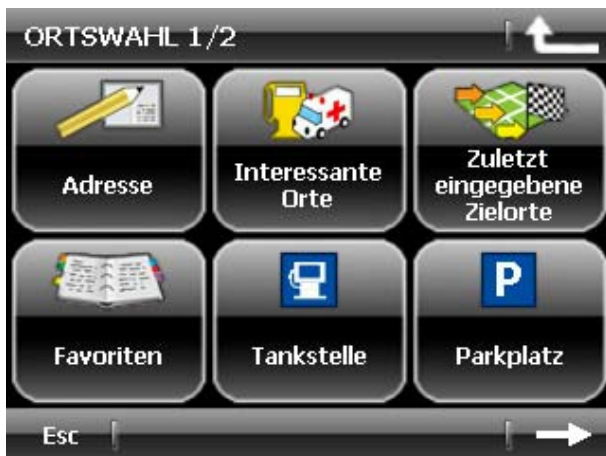 ORTSWAHL 1/2
Adresse
Interessante
Orte
Zuletzt
eingegebene
Zielorte
Favoriten
Tankstelle
P
Parkplatz
Esc